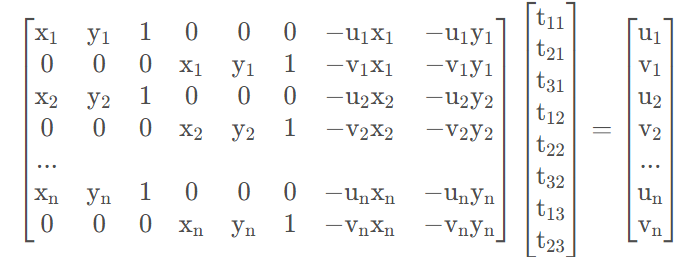 x₁ y₁ 1 0 0 0 −u₁x₁ −u₁y₁ t₁₁ u₁
0 0 0 x₁ y₁ 1 −v₁x₁ −v₁y₁ t₂₁ v₁
x₂ y₂ 1 0 0 0 −u₂x₂ −u₂y₂ t₃₁ u₂
0 0 0 x₂ y₂ 1 −v₂x₂ −v₂y₂ t₁₂ = v₂
... t₂₂ ...
xₙ yₙ 1 0 0 0 −uₙxₙ −uₙyₙ t₃₂ uₙ
0 0 0 xₙ yₙ 1 −vₙxₙ −vₙyₙ t₁₃ vₙ
t₂₃